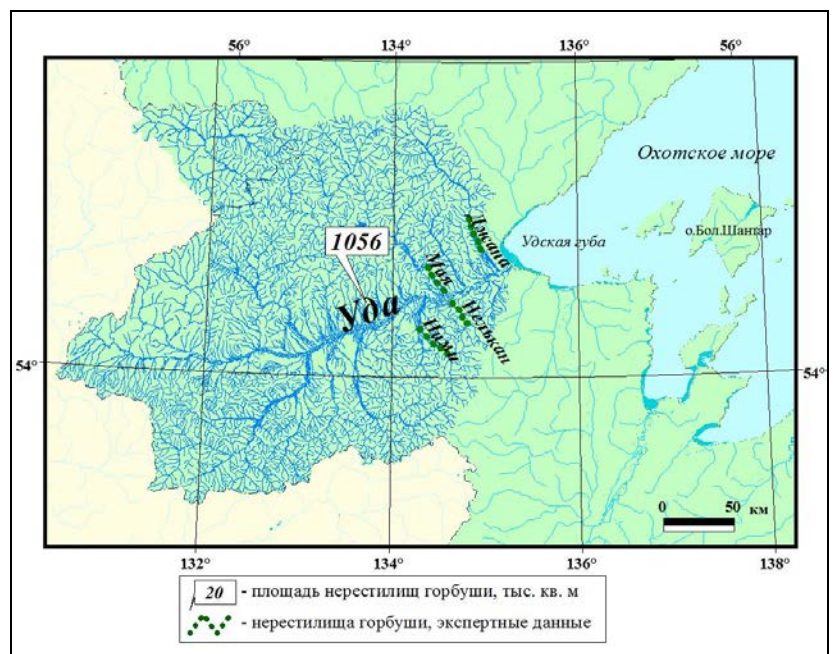 56°
134°
136°
56°
Охотское море
Джана
Удская губа
о.Бол.Шантар
1056
Мая
Уда
Нелькан
Ними
54°
54°
0 50 км
132°
134°
136°
138°
20 - площадь нерестилищ горбуши, тыс. кв. м
- нерестилища горбуши, экспертные данные